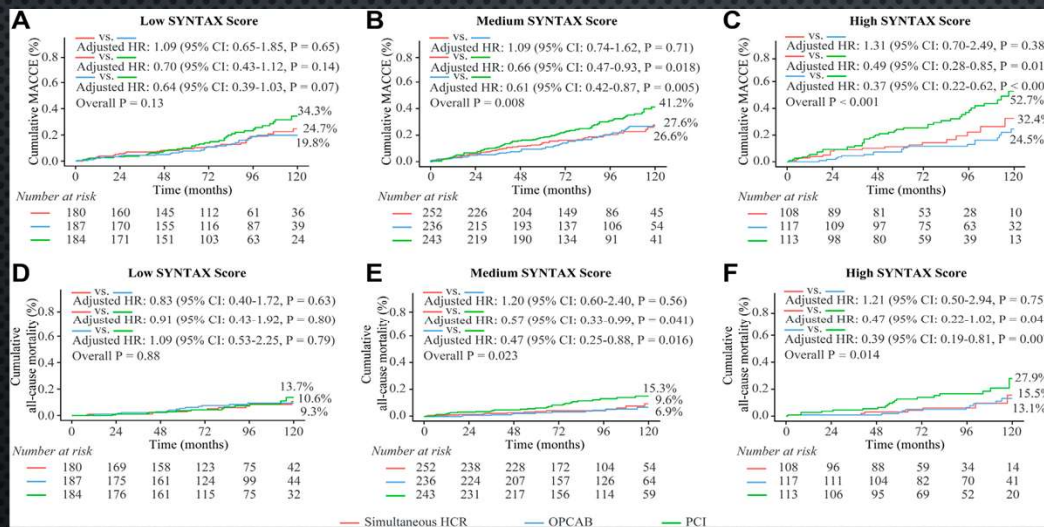 A
Low SYNTAX Score
vs.
Adjusted HR: 1.09 (95% CI: 0.65-1.85, P = 0.65)
vs.
Adjusted HR: 0.70 (95% CI: 0.43-1.12, P = 0.14)
vs.
Adjusted HR: 0.64 (95% CI: 0.39-1.03, P = 0.07)
Overall P = 0.13
Cumulative MACCE (%)
0.8
0.6
0.4
0.2
0.0
34.3%
24.7%
19.8%
0 24 48 72 96 120
Time (months)
Number at risk
180 160 145 112 61 36
187 170 155 116 87 39
184 171 151 103 63 24
B
Medium SYNTAX Score
vs.
Adjusted HR: 1.09 (95% CI: 0.74-1.62, P = 0.71)
vs.
Adjusted HR: 0.66 (95% CI: 0.47-0.93, P = 0.018)
vs.
Adjusted HR: 0.61 (95% CI: 0.42-0.87, P = 0.005)
Overall P = 0.008
Cumulative MACCE (%)
0.8
0.6
0.4
0.2
0.0
41.2%
27.6%
26.6%
0 24 48 72 96 120
Time (months)
Number at risk
252 226 204 149 86 45
236 215 193 137 106 54
243 219 190 134 91 41
C
High SYNTAX Score
vs.
Adjusted HR: 1.31 (95% CI: 0.70-2.49, P = 0.38
vs.
Adjusted HR: 0.49 (95% CI: 0.28-0.85, P = 0.01
vs.
Adjusted HR: 0.37 (95% CI: 0.22-0.62, P < 0.00
Overall P < 0.001
Cumulative MACCE (%)
0.8
0.6
0.4
0.2
0.0
52.7%
32.4%
24.5%
0 24 48 72 96 120
Time (months)
Number at risk
108 89 81 53 28 10
117 109 97 75 63 32
113 98 80 59 39 13
D
Low SYNTAX Score
vs.
Adjusted HR: 0.83 (95% CI: 0.40-1.72, P = 0.63)
vs.
Adjusted HR: 0.91 (95% CI: 0.43-1.92, P = 0.80)
vs.
Adjusted HR: 1.09 (95% CI: 0.53-2.25, P = 0.79)
Overall P = 0.88
Cumulative
all-cause mortality (%)
0.8
0.6
0.4
0.2
0.0
13.7%
10.6%
9.3%
0 24 48 72 96 120
Time (months)
Number at risk
180 169 158 123 75 42
187 175 161 124 99 44
184 176 161 115 75 32
E
Medium SYNTAX Score
vs.
Adjusted HR: 1.20 (95% CI: 0.60-2.40, P = 0.56)
vs.
Adjusted HR: 0.57 (95% CI: 0.33-0.99, P = 0.041)
vs.
Adjusted HR: 0.47 (95% CI: 0.25-0.88, P = 0.016)
Overall P = 0.023
Cumulative
all-cause mortality (%)
0.8
0.6
0.4
0.2
0.0
15.3%
9.6%
6.9%
0 24 48 72 96 120
Time (months)
Number at risk
252 238 228 172 104 54
236 224 207 157 126 64
243 231 217 156 114 59
F
High SYNTAX Score
vs.
Adjusted HR: 1.21 (95% CI: 0.50-2.94, P = 0.75
vs.
Adjusted HR: 0.47 (95% CI: 0.22-1.02, P = 0.04
vs.
Adjusted HR: 0.39 (95% CI: 0.19-0.81, P = 0.00
Overall P = 0.014
Cumulative
all-cause mortality (%)
0.8
0.6
0.4
0.2
0.0
27.9%
15.5%
13.1%
0 24 48 72 96 120
Time (months)
Number at risk
108 96 88 59 34 14
117 111 104 82 70 41
113 106 95 69 52 20
Simultaneous HCR OPCAB PCI